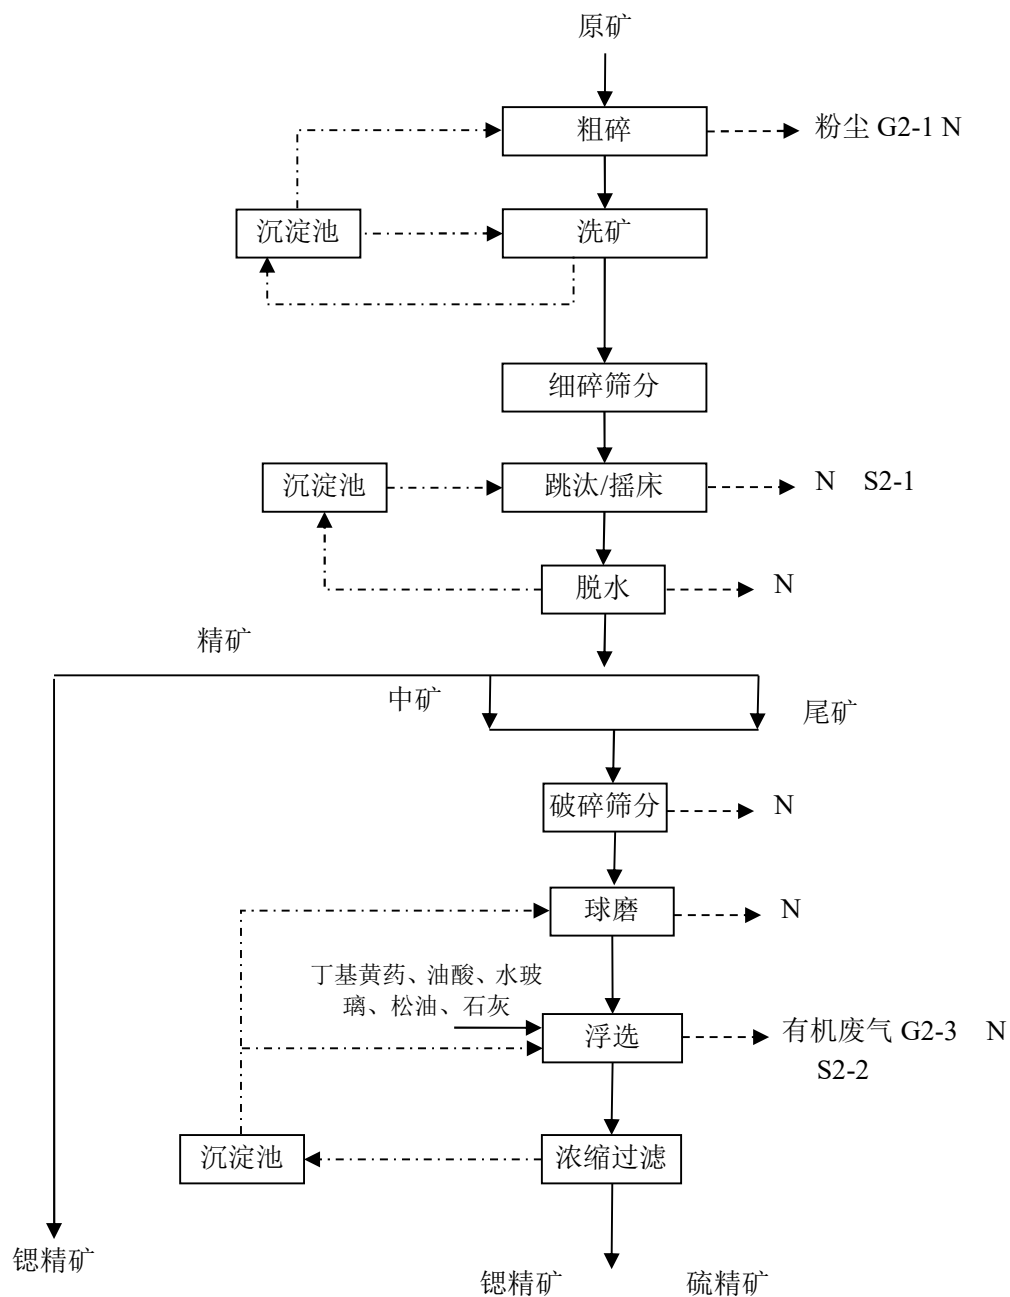 原矿
粗碎
粉尘 G2-1 N
沉淀池
洗矿
细碎筛分
沉淀池
跳汰/摇床
N S2-1
脱水
N
精矿
中矿
尾矿
破碎筛分
N
球磨
N
丁基黄药、油酸、水玻
璃、松油、石灰
浮选
有机废气 G2-3 N
S2-2
沉淀池
浓缩过滤
锶精矿
锶精矿
硫精矿